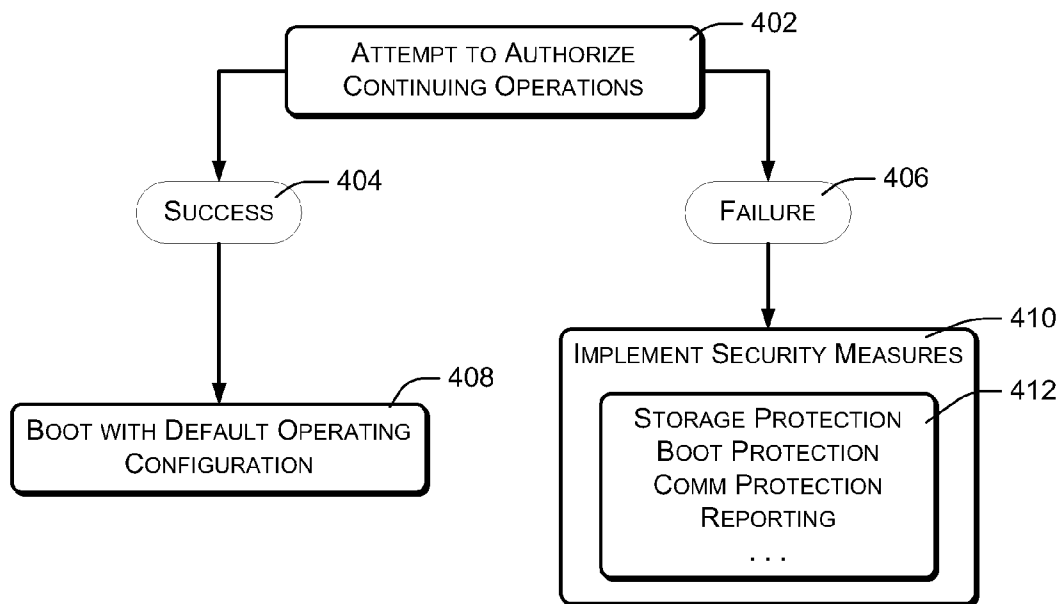 402
ATTEMPT TO AUTHORIZE
CONTINUING OPERATIONS
404
SUCCESS
406
FAILURE
408
BOOT WITH DEFAULT OPERATING
CONFIGURATION
410
IMPLEMENT SECURITY MEASURES
412
STORAGE PROTECTION
BOOT PROTECTION
COMM PROTECTION
REPORTING
. . .